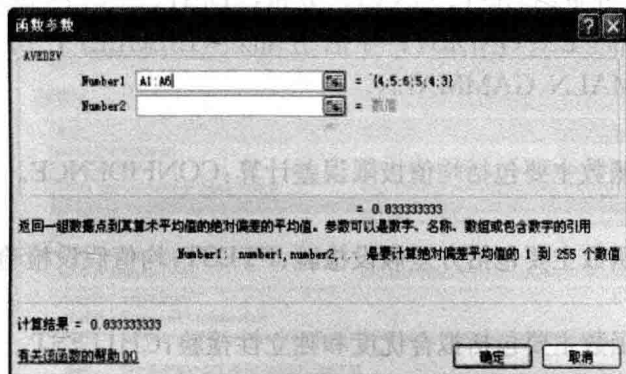 函数参数
AVEDEV
Number1 A1:A6 = {4;5;6;5;4;3}
Number2 = 数值
= 0.833333333
返回一组数据点到其算术平均值的绝对偏差的平均值。参数可以是数字、名称、数组或包含数字的引用
Number1: number1,number2,... 是要计算绝对偏差平均值的 1 到 255 个数值
计算结果 = 0.833333333
有关该函数的帮助(H)
确定 取消